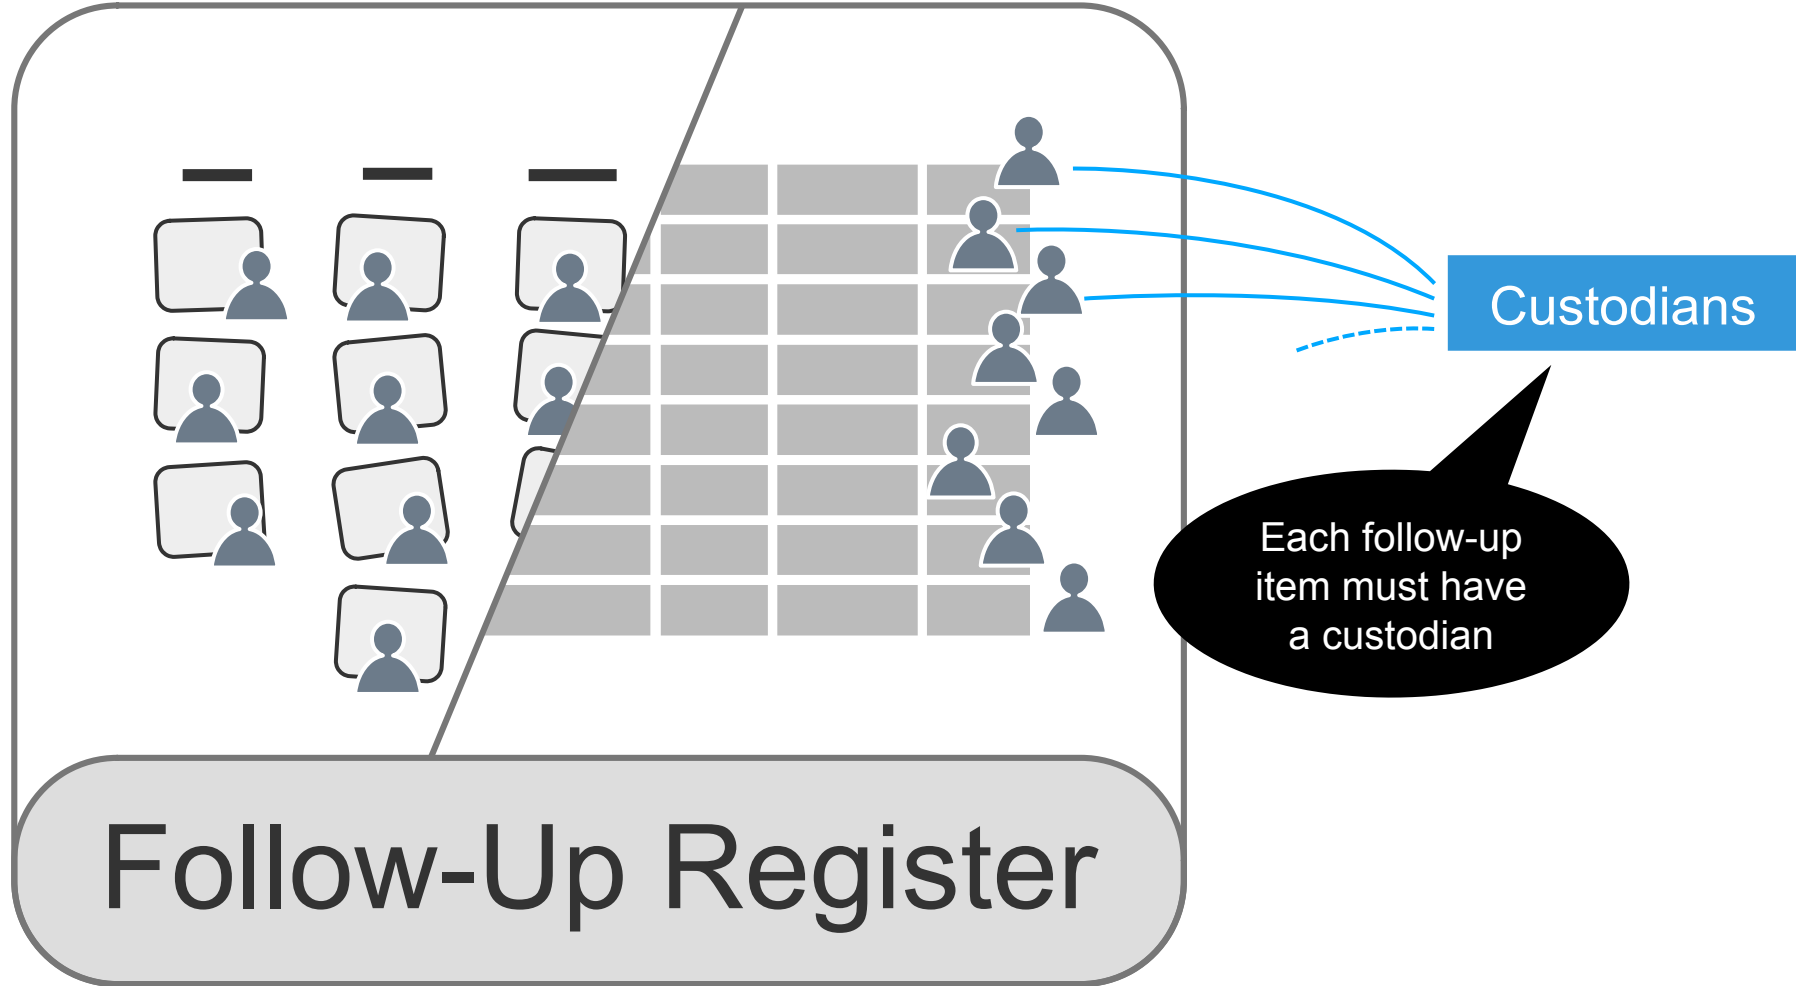 Custodians
Each follow-up
item must have
a custodian
Follow-Up Register